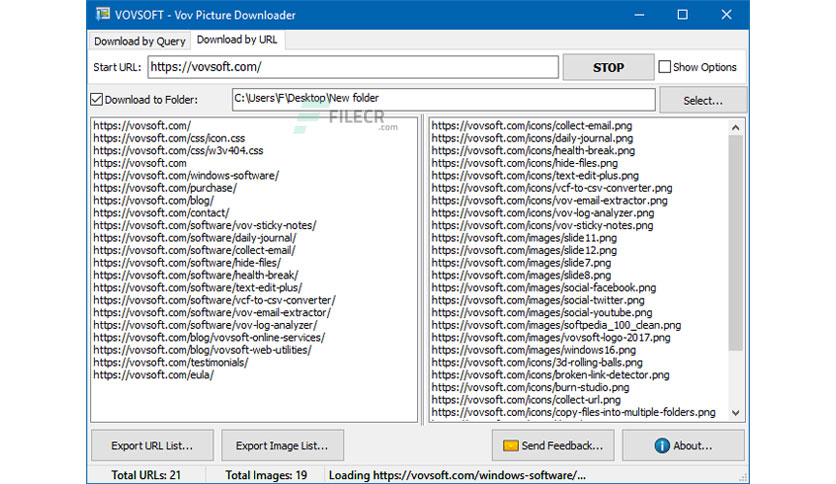 VOVSOFT - Vov Picture Downloader
Download by Query Download by URL
Start URL: https://vovsoft.com/ STOP Show Options
Download to Folder: C:\Users\F\Desktop\New folder Select...
FILECR
.com
https://vovsoft.com/
https://vovsoft.com/css/icon.css
https://vovsoft.com/css/w3v404.css
https://vovsoft.com
https://vovsoft.com/windows-software/
https://vovsoft.com/purchase/
https://vovsoft.com/blog/
https://vovsoft.com/contact/
https://vovsoft.com/software/vov-sticky-notes/
https://vovsoft.com/software/daily-journal/
https://vovsoft.com/software/collect-email/
https://vovsoft.com/software/hide-files/
https://vovsoft.com/software/health-break/
https://vovsoft.com/software/text-edit-plus/
https://vovsoft.com/software/vcf-to-csv-converter/
https://vovsoft.com/software/vov-email-extractor/
https://vovsoft.com/software/vov-log-analyzer/
https://vovsoft.com/blog/vovsoft-online-services/
https://vovsoft.com/blog/vovsoft-web-utilities/
https://vovsoft.com/testimonials/
https://vovsoft.com/eula/
https://vovsoft.com/icons/collect-email.png
https://vovsoft.com/icons/daily-journal.png
https://vovsoft.com/icons/health-break.png
https://vovsoft.com/icons/hide-files.png
https://vovsoft.com/icons/text-edit-plus.png
https://vovsoft.com/icons/vcf-to-csv-converter.png
https://vovsoft.com/icons/vov-email-extractor.png
https://vovsoft.com/icons/vov-log-analyzer.png
https://vovsoft.com/icons/vov-sticky-notes.png
https://vovsoft.com/images/slide11.png
https://vovsoft.com/images/slide12.png
https://vovsoft.com/images/slide7.png
https://vovsoft.com/images/slide8.png
https://vovsoft.com/images/social-facebook.png
https://vovsoft.com/images/social-twitter.png
https://vovsoft.com/images/social-youtube.png
https://vovsoft.com/images/softpedia_100_clean.png
https://vovsoft.com/images/vovsoft-logo-2017.png
https://vovsoft.com/images/windows16.png
https://vovsoft.com/icons/3d-rolling-balls.png
https://vovsoft.com/icons/broken-link-detector.png
https://vovsoft.com/icons/burn-studio.png
https://vovsoft.com/icons/collect-url.png
https://vovsoft.com/icons/copy-files-into-multiple-folders.png
Export URL List... Export Image List... Send Feedback... About...
Total URLs: 21 Total Images: 19 Loading https://vovsoft.com/windows-software/...